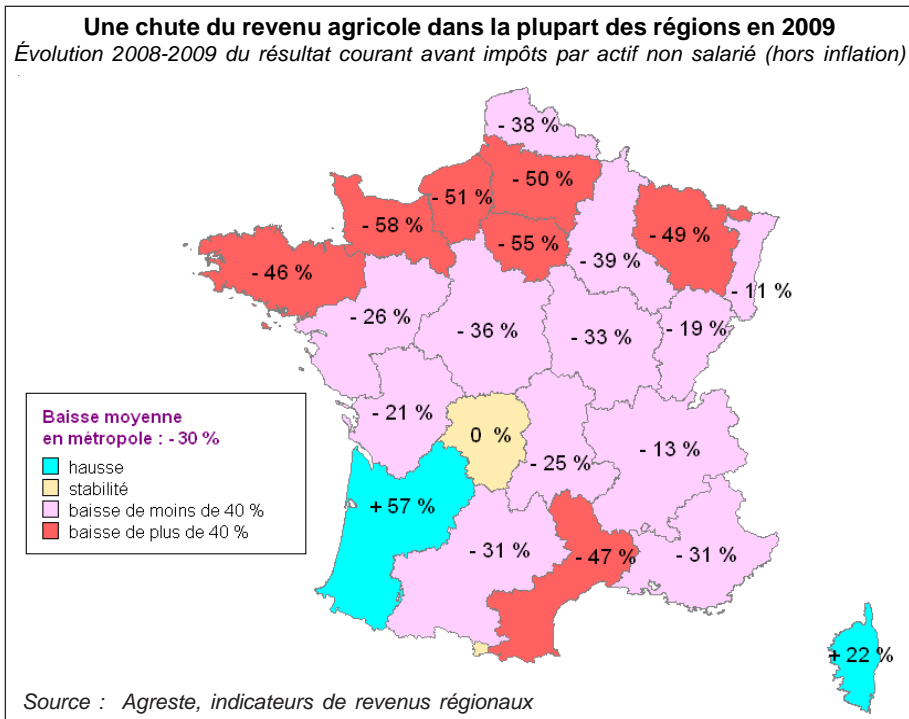 Une chute du revenu agricole dans la plupart des régions en 2009
Évolution 2008-2009 du résultat courant avant impôts par actif non salarié (hors inflation)
- 38 %
- 50 %
- 51 %
- 58 %
- 55 %
- 49 %
- 39 %
- 46 %
- 11 %
- 26 %
- 36 %
- 33 %
- 19 %
- 21 %
0 %
- 25 %
- 13 %
+ 57 %
- 31 %
- 47 %
- 31 %
+ 22 %
Baisse moyenne
en métropole : - 30 %
hausse
stabilité
baisse de moins de 40 %
baisse de plus de 40 %
Source : Agreste, indicateurs de revenus régionaux